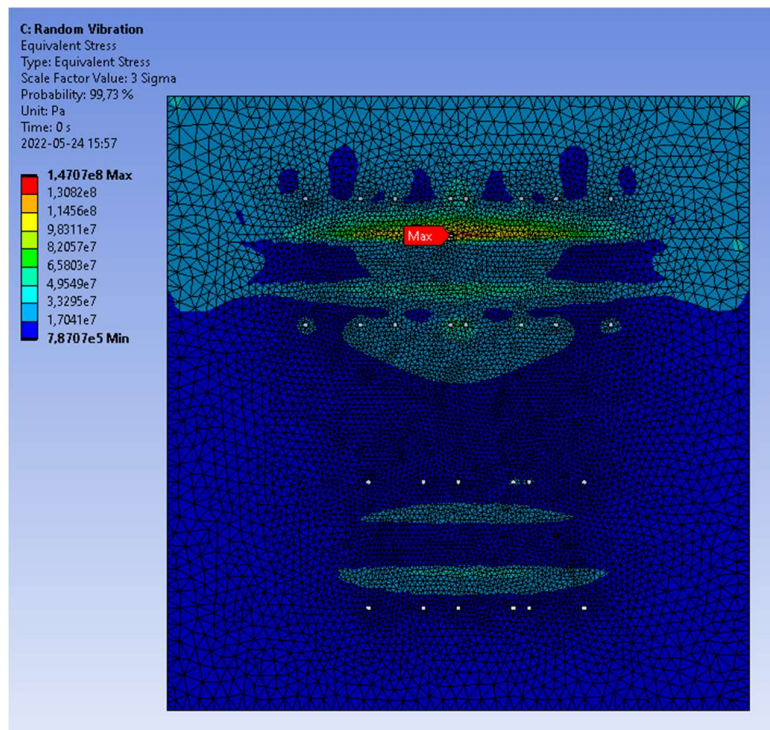 C: Random Vibration
Equivalent Stress
Type: Equivalent Stress
Scale Factor Value: 3 Sigma
Probability: 99,73 %
Unit: Pa
Time: 0 s
2022-05-24 15:57
1,4707e8 Max
1,3082e8
1,1456e8
9,8311e7
8,2057e7
6,5803e7
4,9549e7
3,3295e7
1,7041e7
7,8707e5 Min
Max